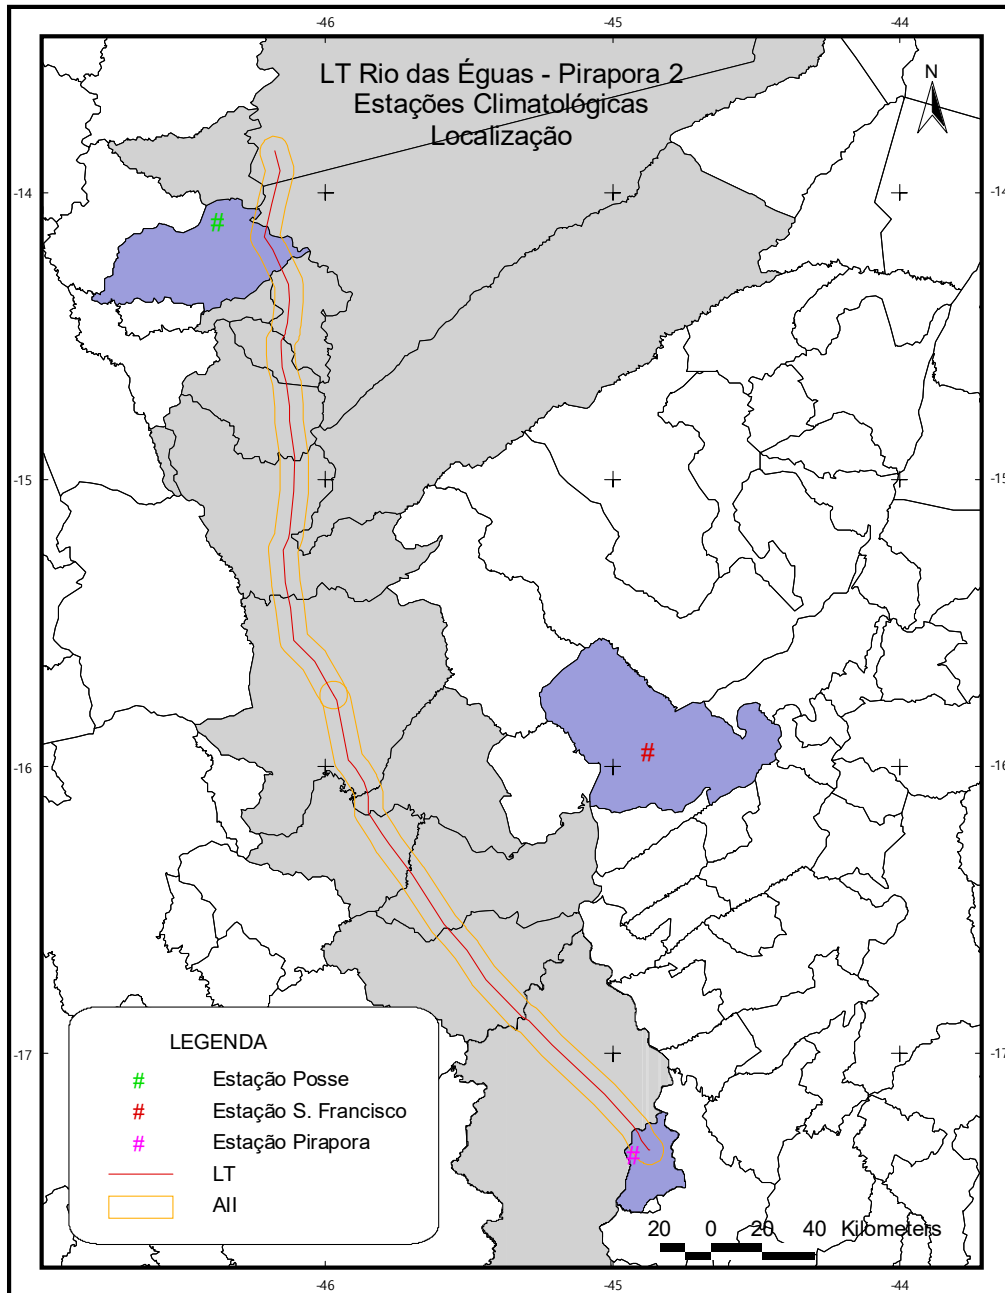 -46 -45 -44
LT Rio das Éguas - Pirapora 2
Estações Climatológicas
Localização
N
-14 -14
-15 -15
-16 -16
-17 -17
LEGENDA
# Estação Posse
# Estação S. Francisco
# Estação Pirapora
LT
AII
20 0 20 40 Kilometers
-46 -45 -44